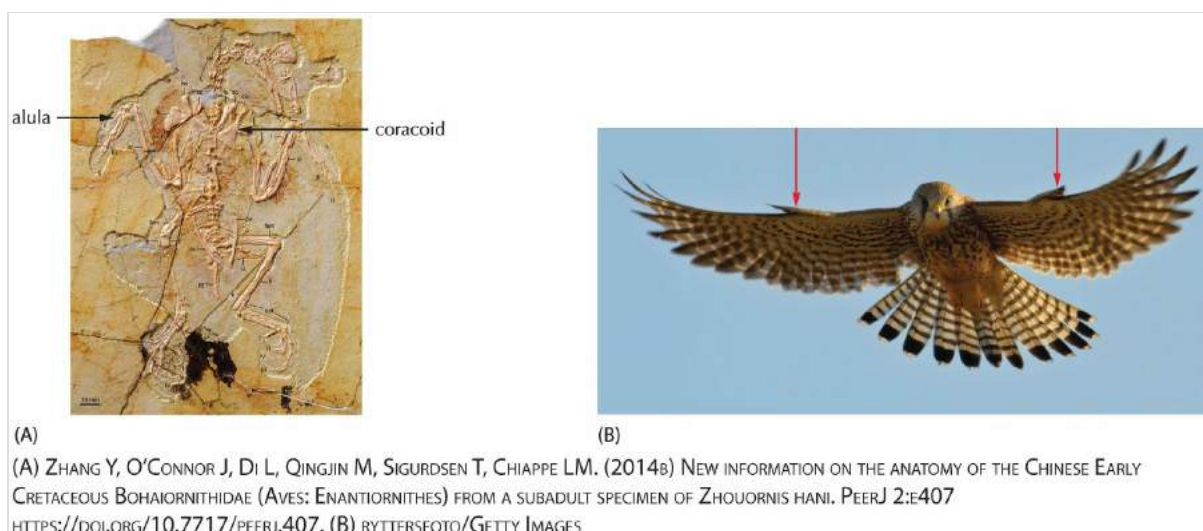 alula
coracoid
(A)
(B)
(A) ZHANG Y, O'CONNOR J, DI L, QINGJIN M, SIGURDSEN T, CHIAPPE LM. (2014B) NEW INFORMATION ON THE ANATOMY OF THE CHINESE EARLY
CRETACEOUS BOHAIORNITHIDAE (AVES: ENANTIORNITHES) FROM A SUBADULT SPECIMEN OF ZHOUORNIS HANI. PEERJ 2:E407
HTTPS://DOI.ORG/10.7717/PEERJ.407. (B) RYTTERSFOTO/GETTY IMAGES